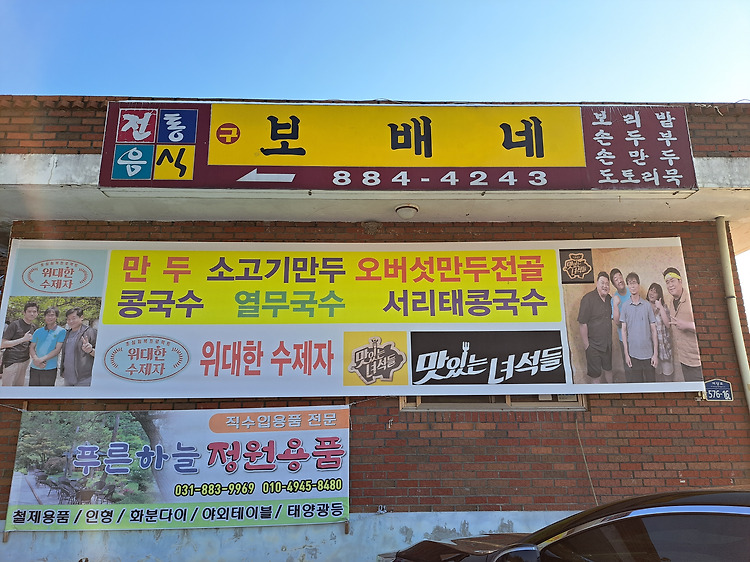 전통음식
구 보배네
884-4243
보리밥
손두부
손만두
도토리묵
위대한
수제자
만두 소고기만두 오버섯만두전골
콩국수 열무국수 서리태콩국수
위대한
수제자
위대한 수제자
맛있는
녀석들
맛있는 녀석들
576-16
직수입용품 전문
푸른하늘 정원용품
031-883-9969 010-4945-8480
철제용품 / 인형 / 화분다이 / 야외테이블 / 태양광등